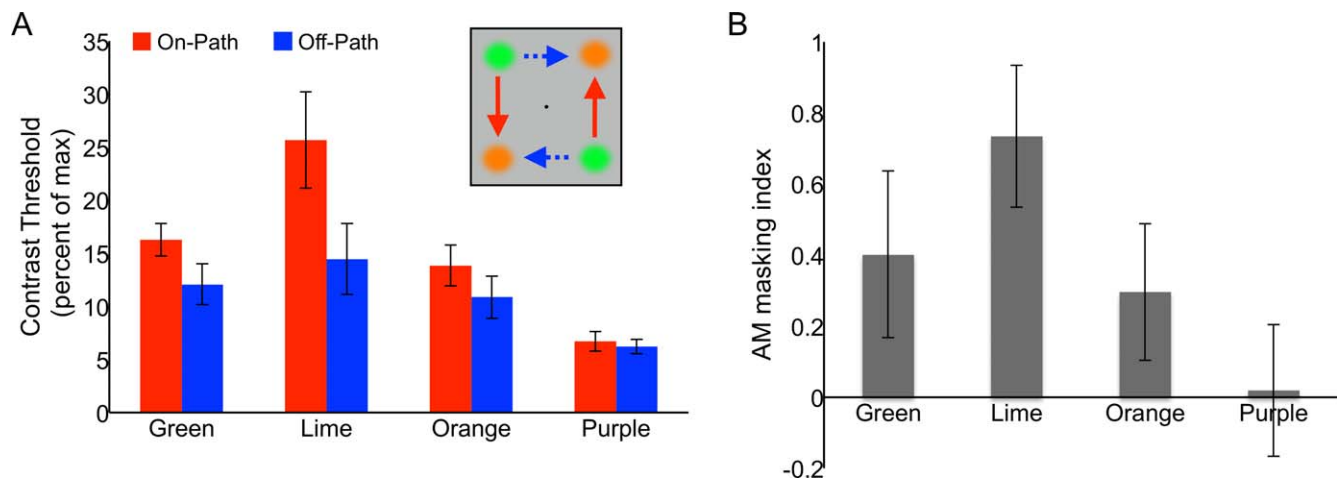 A
On-Path Off-Path
Contrast Threshold
(percent of max)
35
30
25
20
15
10
5
0
Green Lime Orange Purple
B
AM masking index
1
0.8
0.6
0.4
0.2
0
-0.2
Green Lime Orange Purple